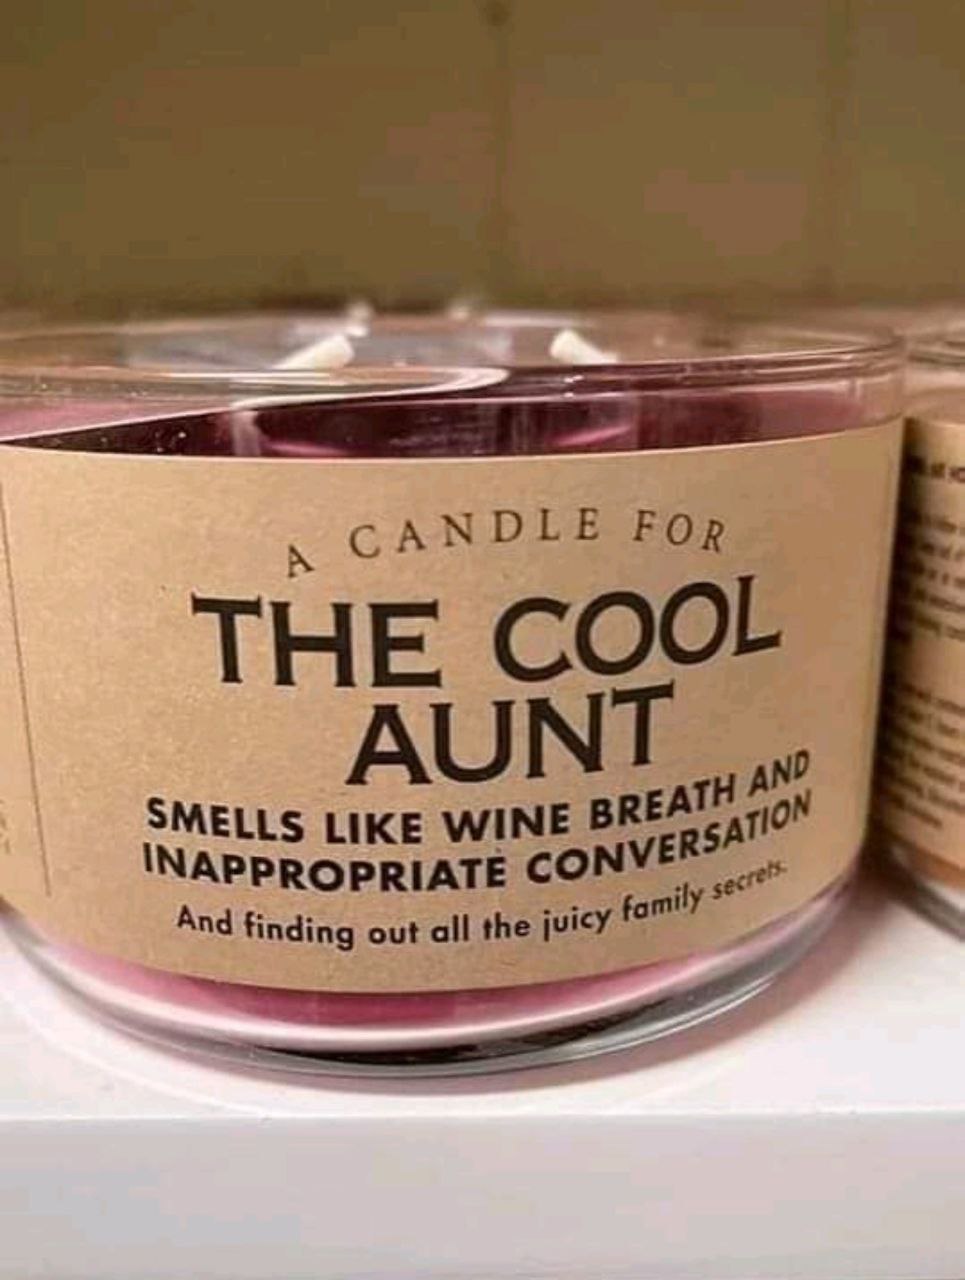 A CANDLE FOR
THE COOL
AUNT
SMELLS LIKE WINE BREATH AND
INAPPROPRIATE CONVERSATION
And finding out all the juicy family secrets.